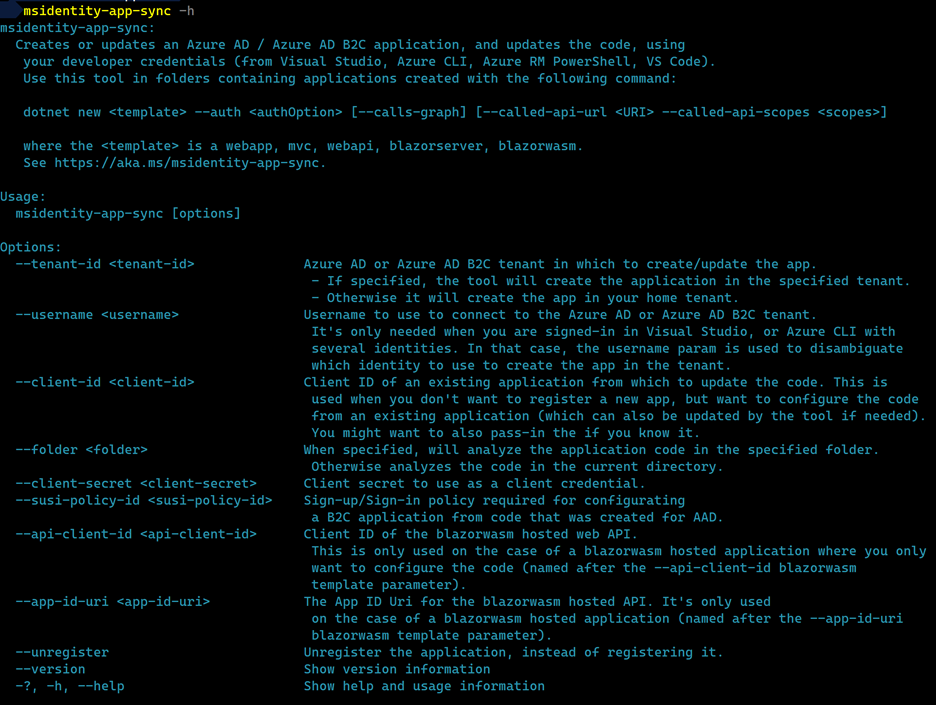 msidentity-app-sync -h
msidentity-app-sync:
Creates or updates an Azure AD / Azure AD B2C application, and updates the code, using
your developer credentials (from Visual Studio, Azure CLI, Azure RM PowerShell, VS Code).
Use this tool in folders containing applications created with the following command:
dotnet new <template> --auth <authOption> [--calls-graph] [--called-api-url <URI> --called-api-scopes <scopes>]
where the <template> is a webapp, mvc, webapi, blazorserver, blazorwasm.
See https://aka.ms/msidentity-app-sync.
Usage:
msidentity-app-sync [options]
Options:
--tenant-id <tenant-id> Azure AD or Azure AD B2C tenant in which to create/update the app.
- If specified, the tool will create the application in the specified tenant.
- Otherwise it will create the app in your home tenant.
--username <username> Username to use to connect to the Azure AD or Azure AD B2C tenant.
It's only needed when you are signed-in in Visual Studio, or Azure CLI with
several identities. In that case, the username param is used to disambiguate
which identity to use to create the app in the tenant.
--client-id <client-id> Client ID of an existing application from which to update the code. This is
used when you don't want to register a new app, but want to configure the code
from an existing application (which can also be updated by the tool if needed).
You might want to also pass-in the if you know it.
--folder <folder> When specified, will analyze the application code in the specified folder.
Otherwise analyzes the code in the current directory.
--client-secret <client-secret> Client secret to use as a client credential.
--susi-policy-id <susi-policy-id> Sign-up/Sign-in policy required for configurating
a B2C application from code that was created for AAD.
--api-client-id <api-client-id> Client ID of the blazorwasm hosted web API.
This is only used on the case of a blazorwasm hosted application where you only
want to configure the code (named after the --api-client-id blazorwasm
template parameter).
--app-id-uri <app-id-uri> The App ID Uri for the blazorwasm hosted API. It's only used
on the case of a blazorwasm hosted application (named after the --app-id-uri
blazorwasm template parameter).
--unregister Unregister the application, instead of registering it.
--version Show version information
-?, -h, --help Show help and usage information